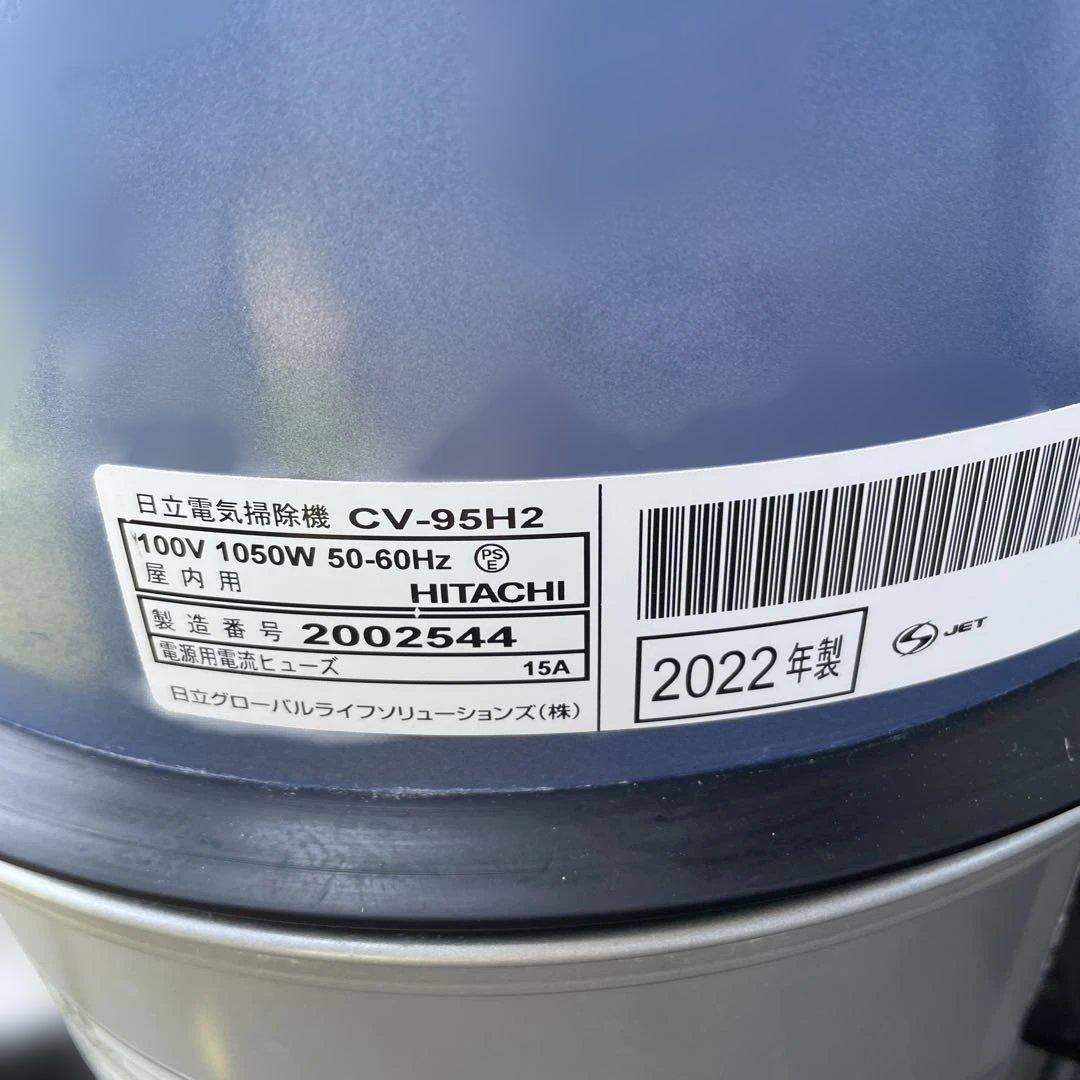 日立電気掃除機 CV-95H2
100V 1050W 50-60Hz PSE
屋内用 HITACHI
製造番号 2002544
電源用電流ヒューズ 15A
日立グローバルライフソリューションズ(株)
2022年製
JET